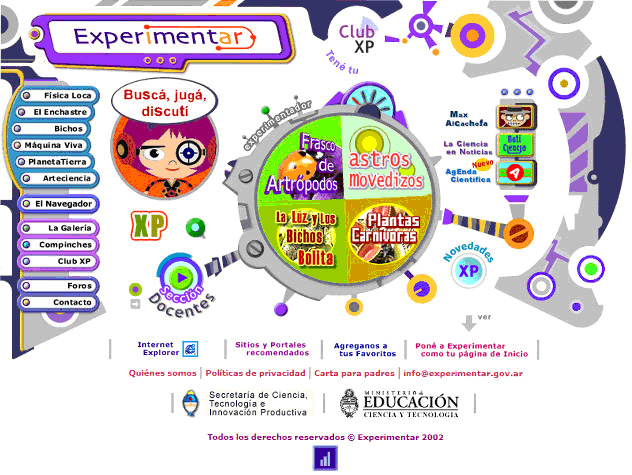 Experimentar
Club
XP
Tené tu
Física Loca
El Enchastre
Bichos
Máquina Viva
PlanetaTierra
Arteciencia
El Navegador
La Galería
Compinches
Club XP
Foros
Contacto
Buscá, jugá,
discutí
XP
Sección
Docentes
experimentador
Frasco
de
Artrópodos
astros
movedizos
La Luz y Los
Bichos
Bolita
Plantas
Carnívoras
Max
Alcachofa
La Ciencia
en Noticias
Noti
Ciencia
Nuevo
AgEnda
Científica
Novedades
XP
ver
Internet
Explorer
Sitios y Portales
recomendados
Agreganos a
tus Favoritos
Poné a Experimentar
como tu página de Inicio
Quiénes somos | Políticas de privacidad | Carta para padres | info@experimentar.gov.ar
Secretaría de Ciencia,
Tecnología e
Innovación Productiva
MINISTERIO de
EDUCACIÓN
CIENCIA Y TECNOLOGÍA
Todos los derechos reservados © Experimentar 2002